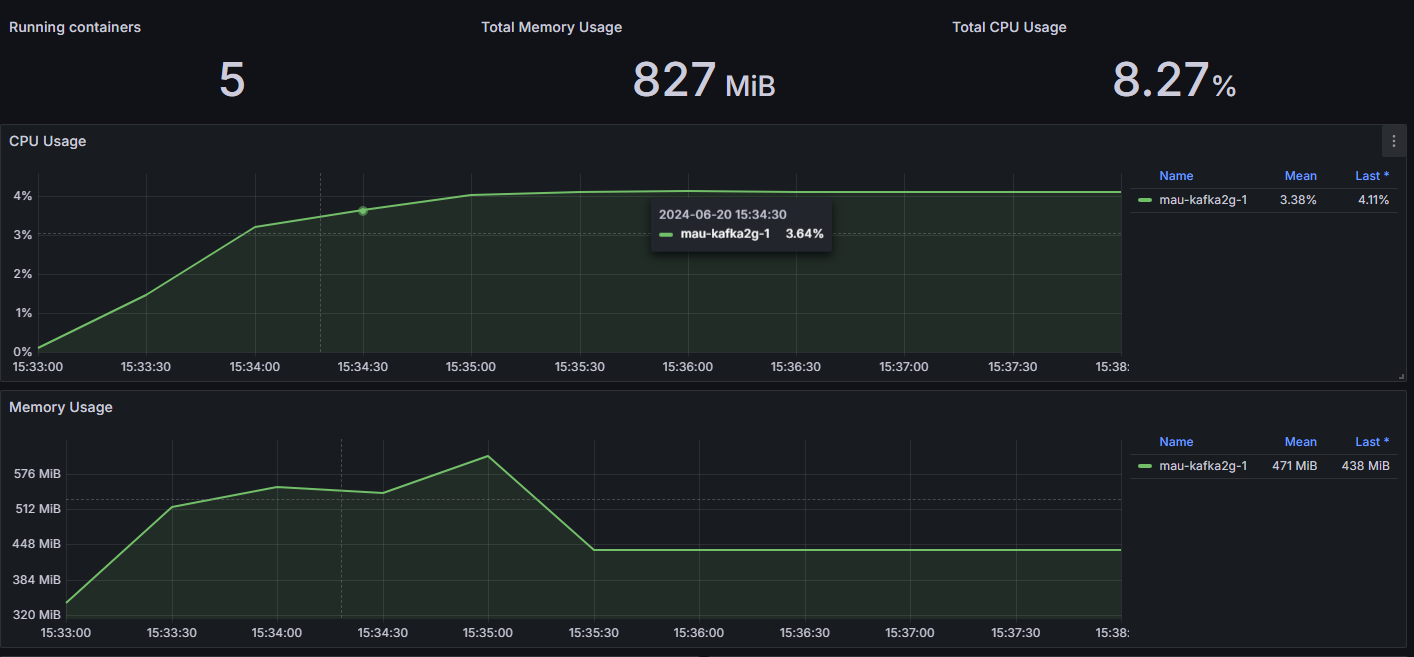 Running containers Total Memory Usage Total CPU Usage
5 827 MiB 8.27%
CPU Usage
Name Mean Last *
4% mau-kafka2g-1 3.38% 4.11%
2024-06-20 15:34:30
3% mau-kafka2g-1 3.64%
2%
1%
0%
15:33:00 15:33:30 15:34:00 15:34:30 15:35:00 15:35:30 15:36:00 15:36:30 15:37:00 15:37:30 15:38:
Memory Usage
Name Mean Last *
576 MiB mau-kafka2g-1 471 MiB 438 MiB
512 MiB
448 MiB
384 MiB
320 MiB
15:33:00 15:33:30 15:34:00 15:34:30 15:35:00 15:35:30 15:36:00 15:36:30 15:37:00 15:37:30 15:38: